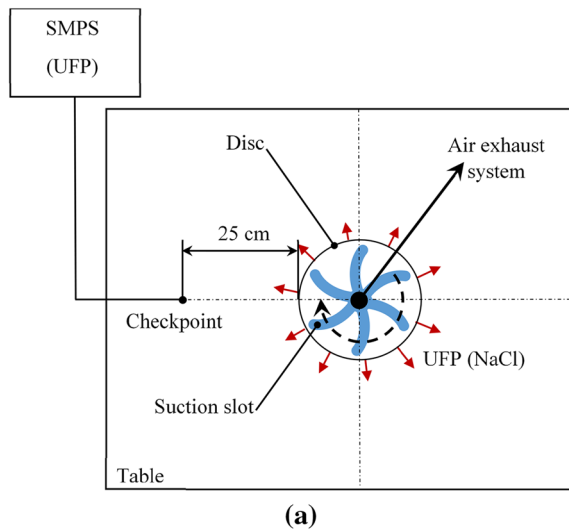 SMPS
(UFP)
Disc
Air exhaust
system
25 cm
Checkpoint
UFP (NaCl)
Suction slot
Table
(a)